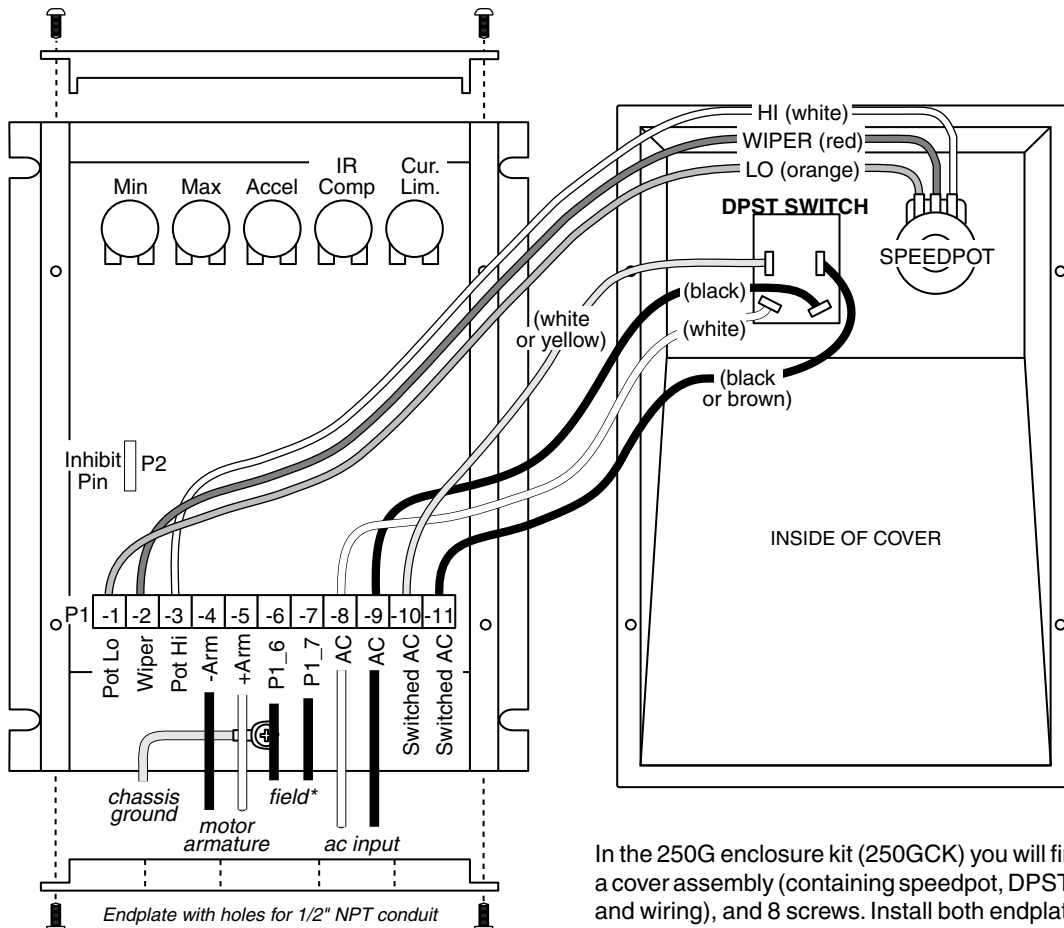 HI (white)
WIPER (red)
LO (orange)
DPST SWITCH
SPEEDPOT
Min
Max
Accel
IR
Comp
Cur.
Lim.
(black)
(white
or yellow)
(white)
(black
or brown)
Inhibit
Pin
P2
INSIDE OF COVER
P1
-1
-2
-3
-4
-5
-6
-7
-8
-9
-10
-11
Pot Lo
Wiper
Pot Hi
-Arm
+Arm
P1_6
P1_7
AC
AC
Switched AC
Switched AC
chassis
ground
motor
armature
field*
ac input
Endplate with holes for 1/2" NPT conduit
In the 250G enclosure kit (250GCK) you will
a cover assembly (containing speedpot, DPST
and wiring), and 8 screws. Install both